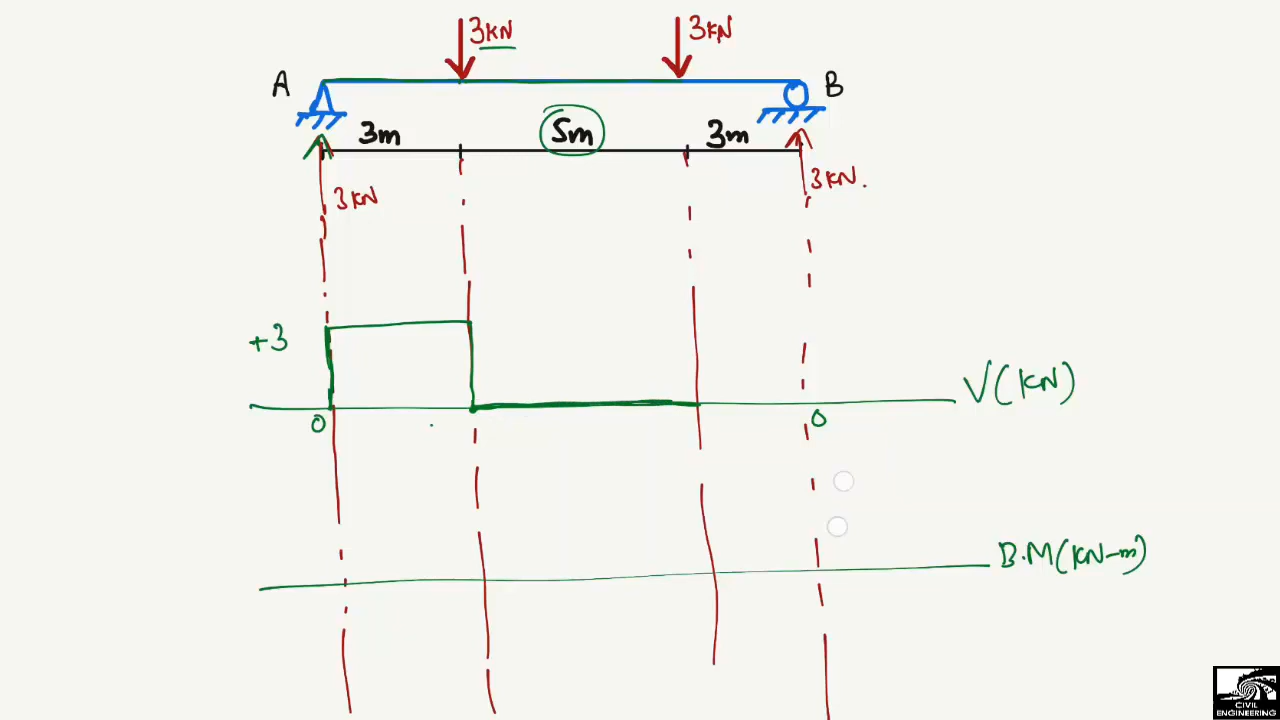 3KN
3KN
A
B
3m
5m
3m
3KN
3KN.
+3
V(KN)
0
0
B.M(KN-m)
CIVIL
ENGINEERING